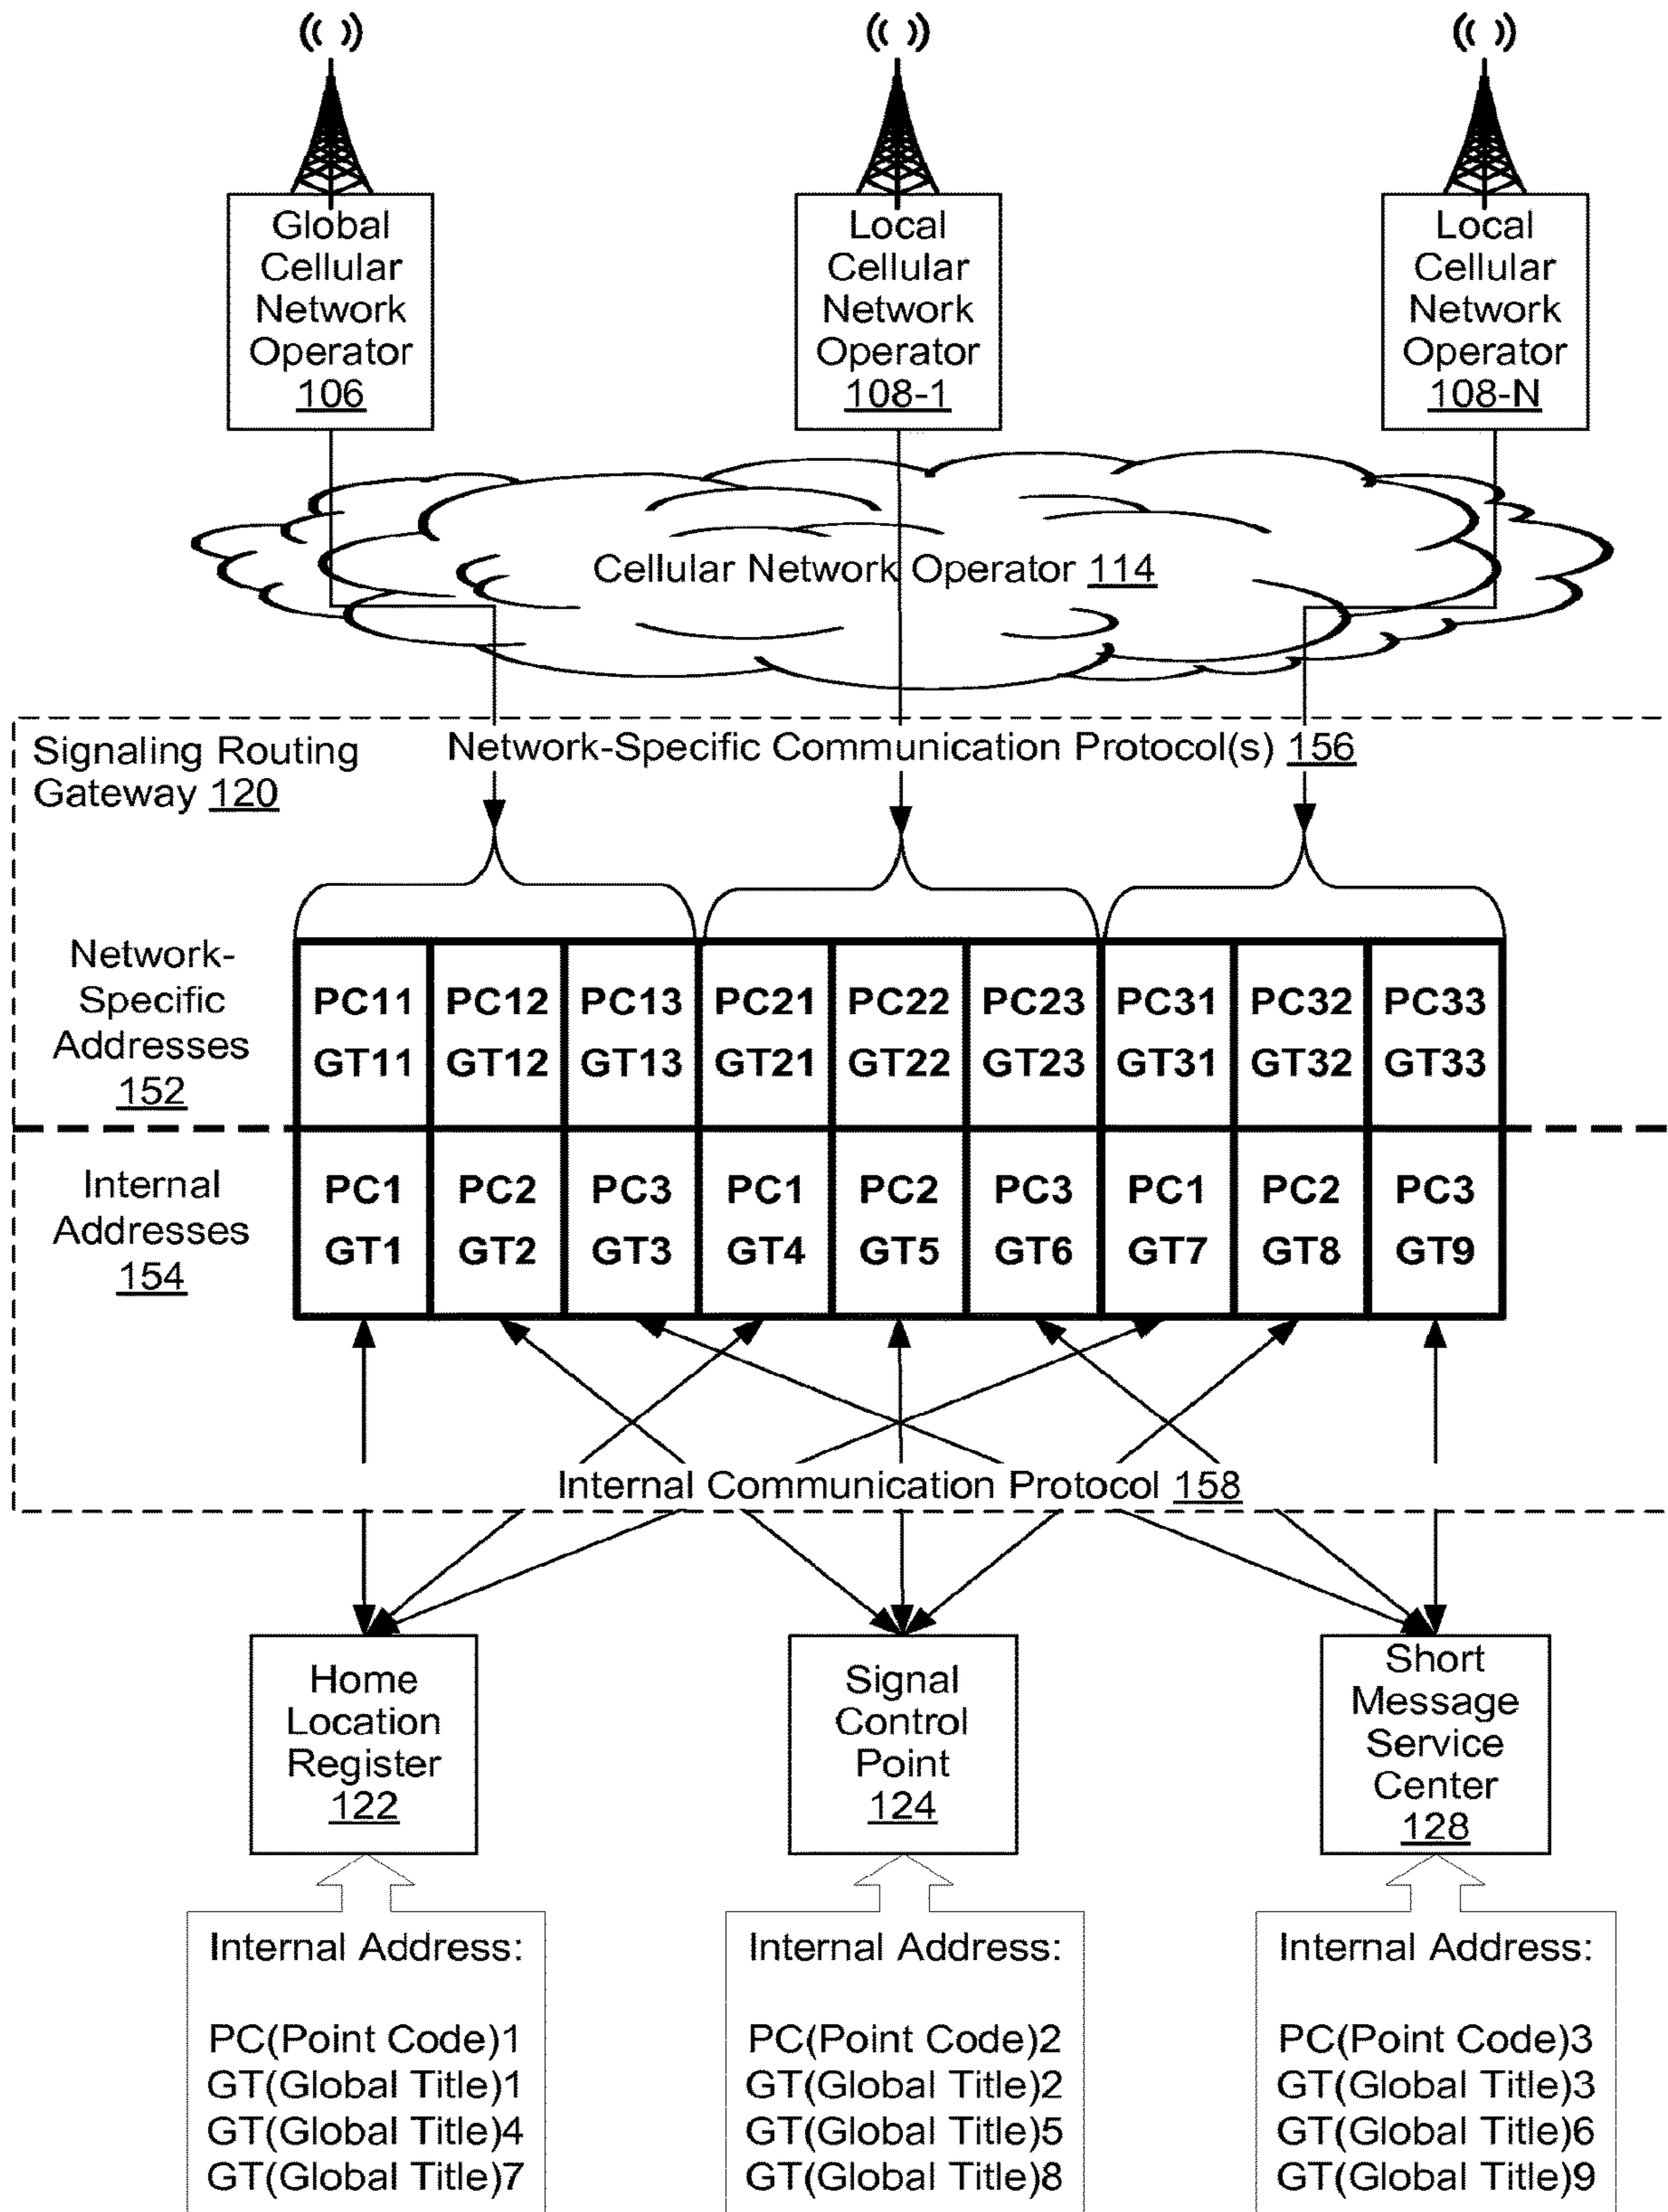 Global
Cellular
Network
Operator
106
Local
Cellular
Network
Operator
108-1
Local
Cellular
Network
Operator
108-N
Cellular Network Operator 114
Signaling Routing
Gateway 120
Network-Specific Communication Protocol(s) 156
Network-
Specific
Addresses
152
PC11 PC12 PC13 PC21 PC22 PC23 PC31 PC32 PC33
GT11 GT12 GT13 GT21 GT22 GT23 GT31 GT32 GT33
Internal
Addresses
154
PC1 PC2 PC3 PC1 PC2 PC3 PC1 PC2 PC3
GT1 GT2 GT3 GT4 GT5 GT6 GT7 GT8 GT9
Internal Communication Protocol 158
Home
Location
Register
122
Signal
Control
Point
124
Short
Message
Service
Center
128
Internal Address:
PC(Point Code)1
GT(Global Title)1
GT(Global Title)4
GT(Global Title)7
Internal Address:
PC(Point Code)2
GT(Global Title)2
GT(Global Title)5
GT(Global Title)8
Internal Address:
PC(Point Code)3
GT(Global Title)3
GT(Global Title)6
GT(Global Title)9